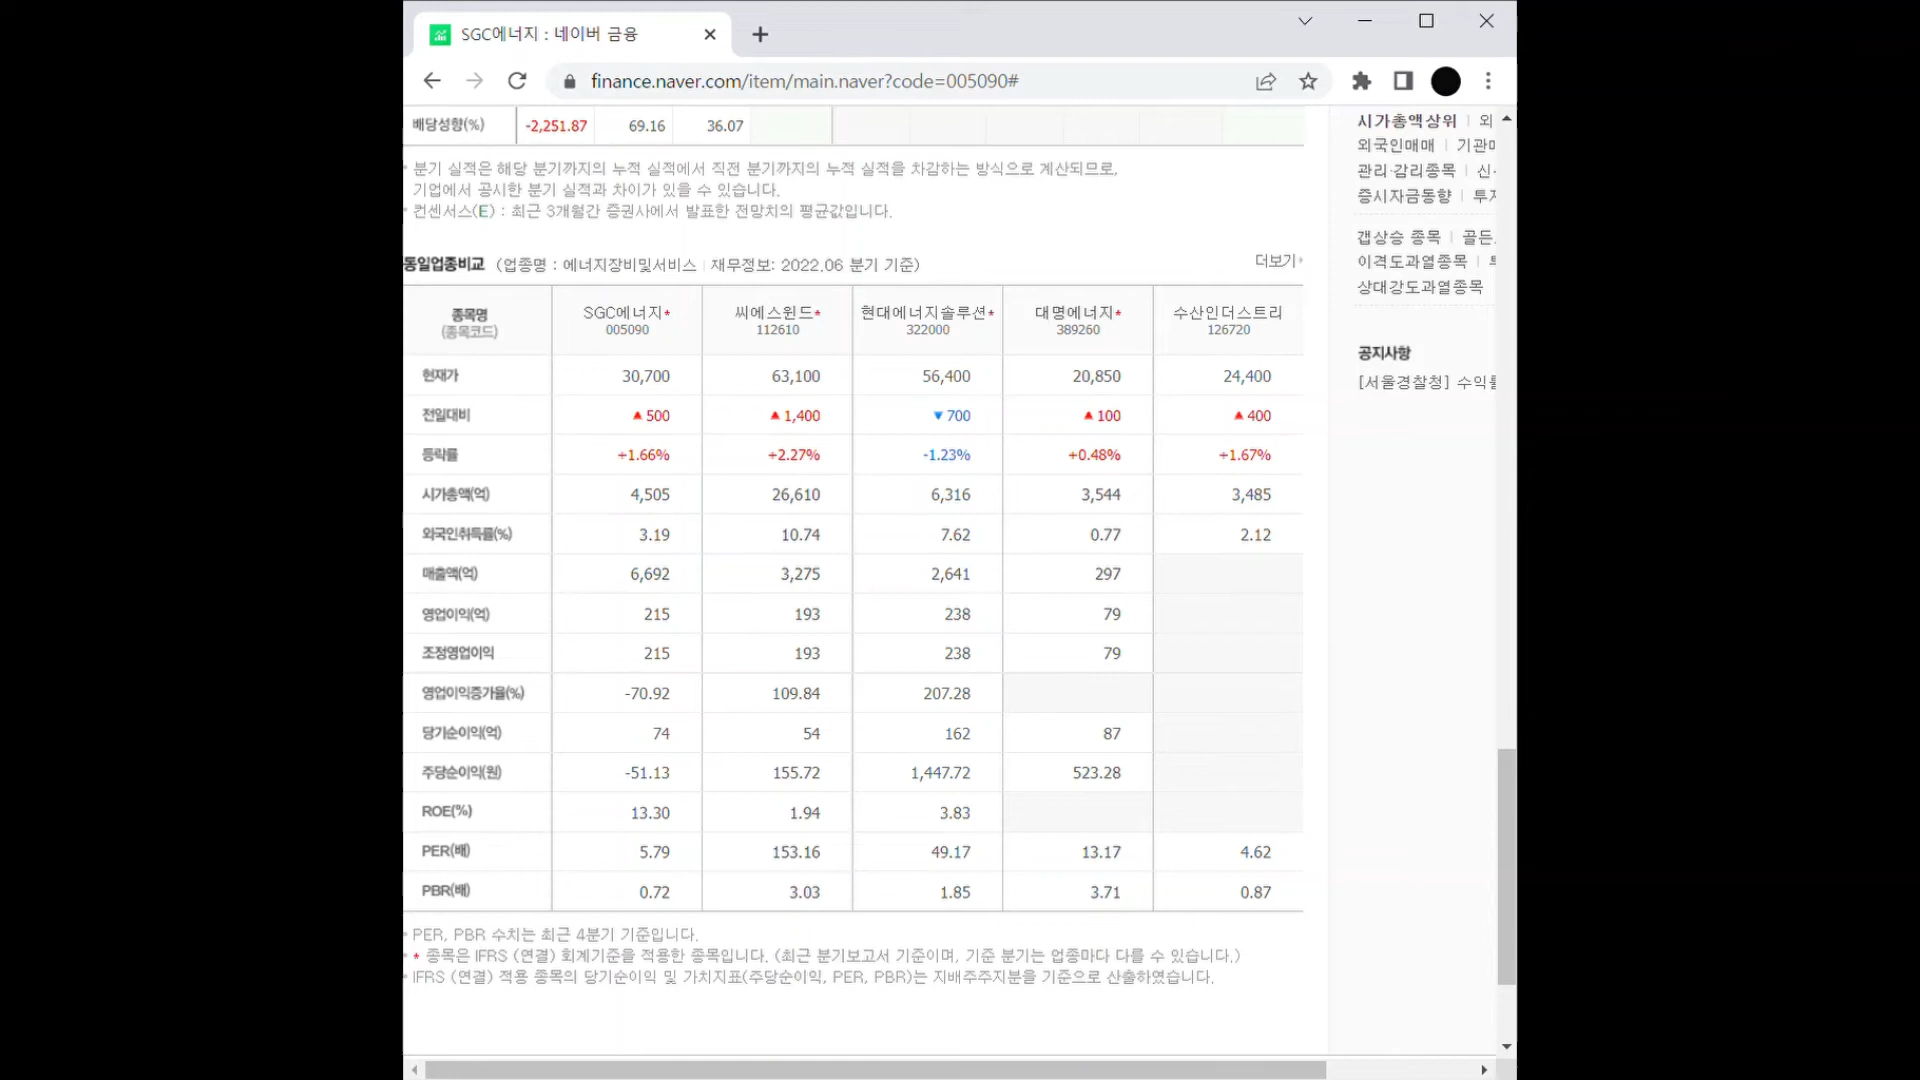 SGC에너지 : 네이버 금융
finance.naver.com/item/main.naver?code=005090#
배당성향(%) -2,251.87 69.16 36.07
분기 실적은 해당 분기까지의 누적 실적에서 직전 분기까지의 누적 실적을 차감하는 방식으로 계산되므로,
기업에서 공시한 분기 실적과 차이가 있을 수 있습니다.
컨센서스(E) : 최근 3개월간 증권사에서 발표한 전망치의 평균값입니다.
동일업종비교 (업종명 : 에너지장비및서비스 | 재무정보: 2022.06 분기 기준) 더보기
종목명 SGC에너지* 씨에스윈드* 현대에너지솔루션* 대명에너지* 수산인더스트리
(종목코드) 005090 112610 322000 389260 126720
현재가 30,700 63,100 56,400 20,850 24,400
전일대비 ▲500 ▲1,400 ▼700 ▲100 ▲400
등락률 +1.66% +2.27% -1.23% +0.48% +1.67%
시가총액(억) 4,505 26,610 6,316 3,544 3,485
외국인취득률(%) 3.19 10.74 7.62 0.77 2.12
매출액(억) 6,692 3,275 2,641 297
영업이익(억) 215 193 238 79
조정영업이익 215 193 238 79
영업이익증가율(%) -70.92 109.84 207.28
당기순이익(억) 74 54 162 87
주당순이익(원) -51.13 155.72 1,447.72 523.28
ROE(%) 13.30 1.94 3.83
PER(배) 5.79 153.16 49.17 13.17 4.62
PBR(배) 0.72 3.03 1.85 3.71 0.87
PER, PBR 수치는 최근 4분기 기준입니다.
* 종목은 IFRS (연결) 회계기준을 적용한 종목입니다. (최근 분기보고서 기준이며, 기준 분기는 업종마다 다를 수 있습니다.)
IFRS (연결) 적용 종목의 당기순이익 및 가치지표(주당순이익, PER, PBR)는 지배주주지분을 기준으로 산출하였습니다.
시가총액상위 | 외
외국인매매 | 기관
관리·감리종목 | 신
증시자금동향 | 투
갭상승 종목 | 골든
이격도과열종목 |
상대강도과열종목
공지사항
[서울경찰청] 수익